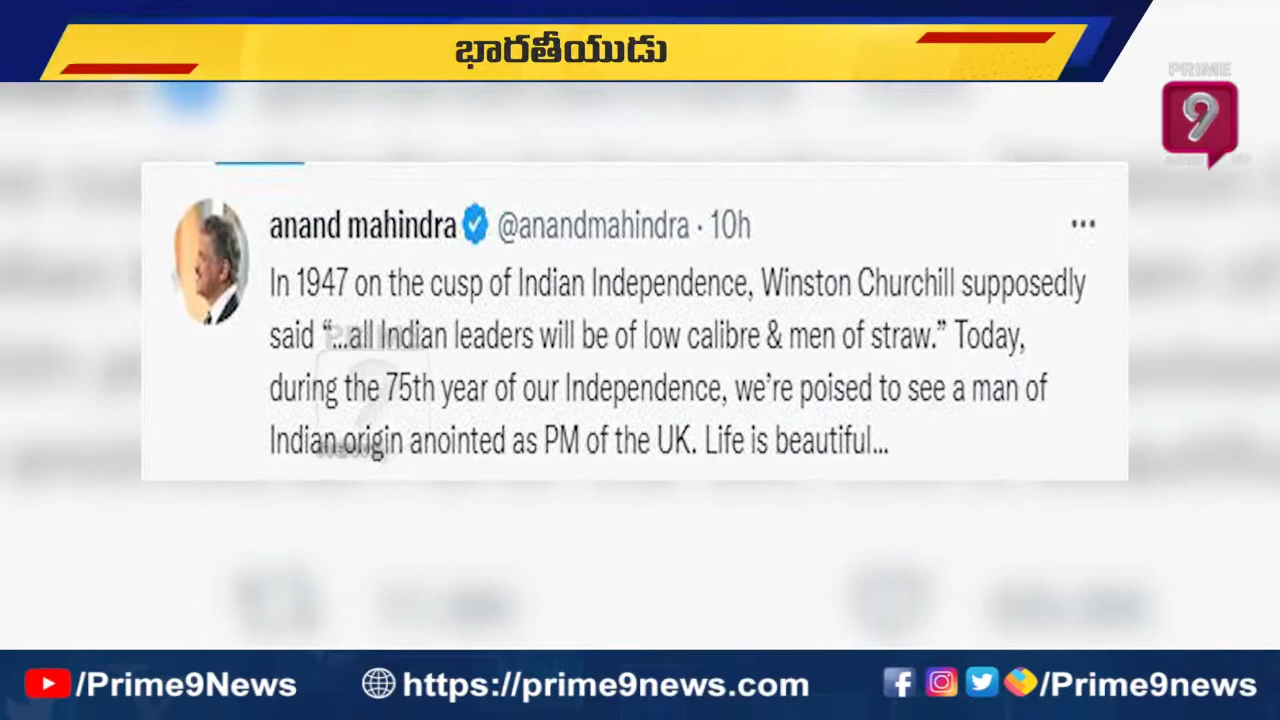 భారతీయుడు
PRIME
9
anand mahindra @anandmahindra · 10h
In 1947 on the cusp of Indian Independence, Winston Churchill supposedly
said “...all Indian leaders will be of low calibre & men of straw.” Today,
during the 75th year of our Independence, we’re poised to see a man of
Indian origin anointed as PM of the UK. Life is beautiful...
/Prime9News
https://prime9news.com
/Prime9news